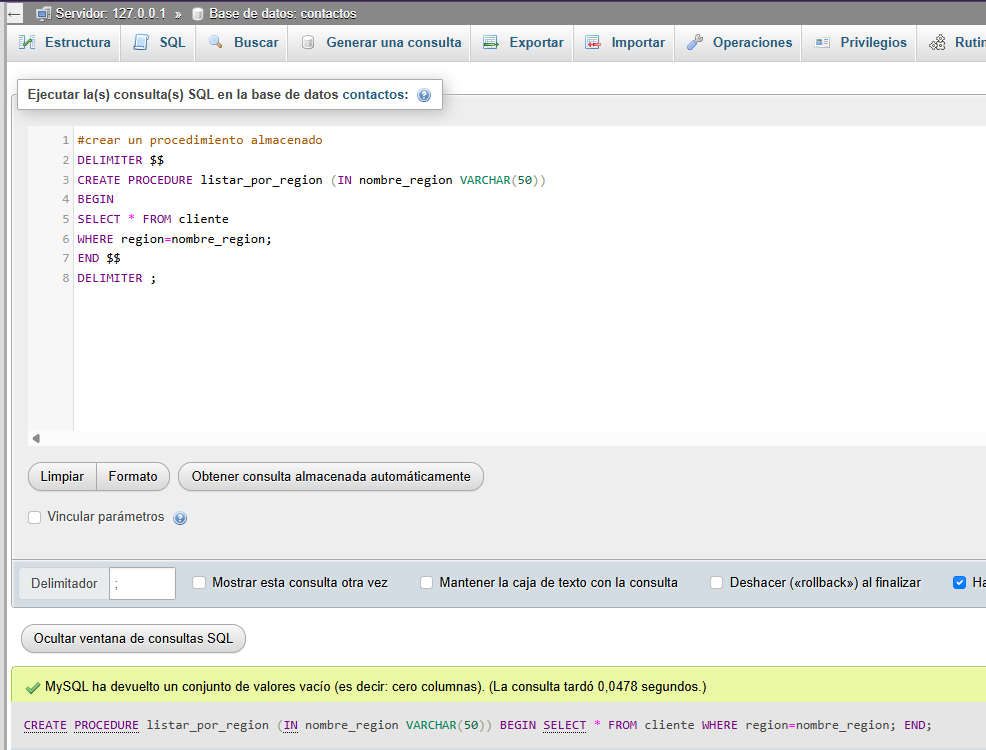 Servidor: 127.0.0.1 » Base de datos: contactos
Estructura SQL Buscar Generar una consulta Exportar Importar Operaciones Privilegios
Ejecutar la(s) consulta(s) SQL en la base de datos contactos:
1 #crear un procedimiento almacenado
2 DELIMITER $$
3 CREATE PROCEDURE listar_por_region (IN nombre_region VARCHAR(50))
4 BEGIN
5 SELECT * FROM cliente
6 WHERE region=nombre_region;
7 END $$
8 DELIMITER ;
Limpiar Formato Obtener consulta almacenada automáticamente
Vincular parámetros
Delimitador ; Mostrar esta consulta otra vez Mantener la caja de texto con la consulta Deshacer («rollback») al finalizar
Ocultar ventana de consultas SQL
MySQL ha devuelto un conjunto de valores vacío (es decir: cero columnas). (La consulta tardó 0,0478 segundos.)
CREATE PROCEDURE listar_por_region (IN nombre_region VARCHAR(50)) BEGIN SELECT * FROM cliente WHERE region=nombre_region; END;